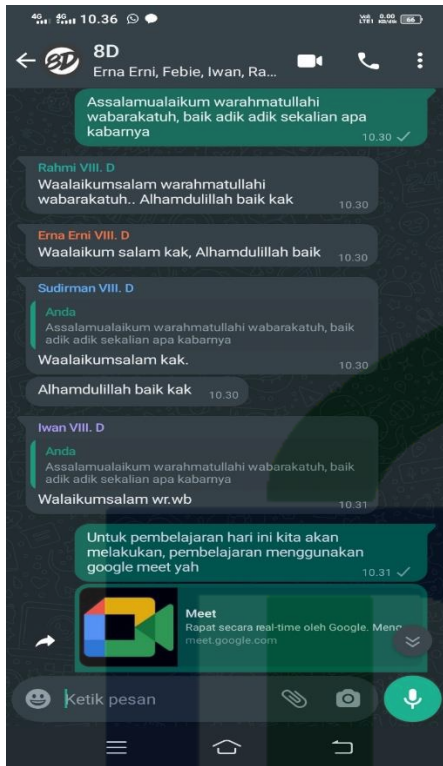 4G 4G 10.36
66
8D
8D
Erna Erni, Febie, Iwan, Ra...
Assalamualaikum warahmatullahi
wabarakatuh, baik adik adik sekalian apa
kabarnya
10.30
Rahmi VIII. D
Waalaikumsalam warahmatullahi
wabarakatuh.. Alhamdulillah baik kak
10.30
Erna Erni VIII. D
Waalaikum salam kak, Alhamdulillah baik
10.30
Sudirman VIII. D
Anda
Assalamualaikum warahmatullahi wabarakatuh, baik
adik adik sekalian apa kabarnya
Waalaikumsalam kak.
10.30
Alhamdulillah baik kak 10.30
Iwan VIII. D
Anda
Assalamualaikum warahmatullahi wabarakatuh, baik
adik adik sekalian apa kabarnya
Walaikumsalam wr.wb
10.31
Untuk pembelajaran hari ini kita akan
melakukan, pembelajaran menggunakan
google meet yah
10.31
Meet
Rapat secara real-time oleh Google. Meng
meet.google.com
Ketik pesan